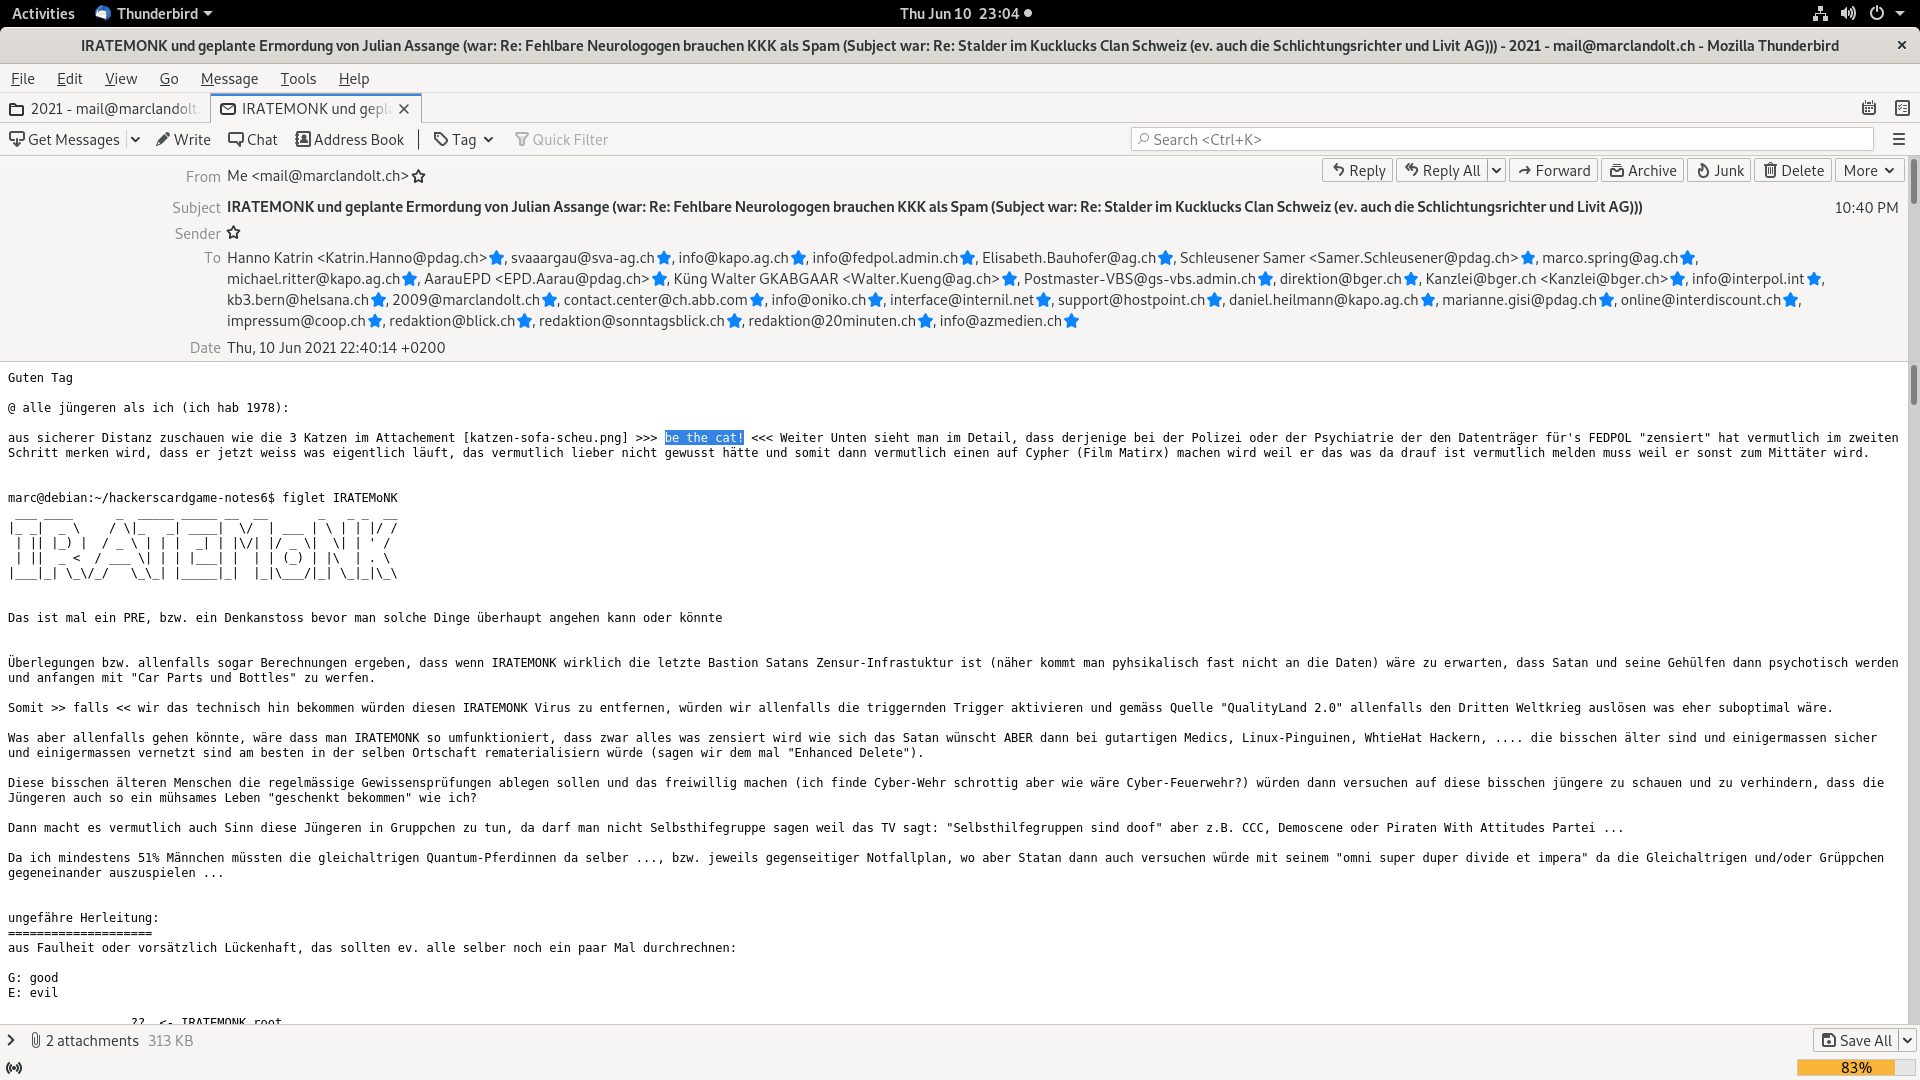 Activities Thunderbird Thu Jun 10 23:04
IRATEMONK und geplante Ermordung von Julian Assange (war: Re: Fehlbare Neurologogen brauchen KKK als Spam (Subject war: Re: Stalder im Kucklucks Clan Schweiz (ev. auch die Schlichtungsrichter und Livit AG))) - 2021 - mail@marclandolt.ch - Mozilla Thunderbird
File Edit View Go Message Tools Help
2021 - mail@marclandolt. IRATEMONK und gepla
Get Messages Write Chat Address Book Tag Quick Filter Search <Ctrl+K>
From Me <mail@marclandolt.ch> Reply Reply All Forward Archive Junk Delete More
Subject IRATEMONK und geplante Ermordung von Julian Assange (war: Re: Fehlbare Neurologogen brauchen KKK als Spam (Subject war: Re: Stalder im Kucklucks Clan Schweiz (ev. auch die Schlichtungsrichter und Livit AG))) 10:40 PM
Sender
To Hanno Katrin <Katrin.Hanno@pdag.ch>, svaaargau@sva-ag.ch, info@kapo.ag.ch, info@fedpol.admin.ch, Elisabeth.Bauhofer@ag.ch, Schleusener Samer <Samer.Schleusener@pdag.ch>, marco.spring@ag.ch,
michael.ritter@kapo.ag.ch, AarauEPD <EPD.Aarau@pdag.ch>, Küng Walter GKABGAAR <Walter.Kueng@ag.ch>, Postmaster-VBS@gs-vbs.admin.ch, direktion@bger.ch, Kanzlei@bger.ch <Kanzlei@bger.ch>, info@interpol.int,
kb3.bern@helsana.ch, 2009@marclandolt.ch, contact.center@ch.abb.com, info@oniko.ch, interface@internil.net, support@hostpoint.ch, daniel.heilmann@kapo.ag.ch, marianne.gisi@pdag.ch, online@interdiscount.ch,
impressum@coop.ch, redaktion@blick.ch, redaktion@sonntagsblick.ch, redaktion@20minuten.ch, info@azmedien.ch
Date Thu, 10 Jun 2021 22:40:14 +0200
Guten Tag
@ alle jüngeren als ich (ich hab 1978):
aus sicherer Distanz zuschauen wie die 3 Katzen im Attachement [katzen-sofa-scheu.png] >>> be the cat! <<< Weiter Unten sieht man im Detail, dass derjenige bei der Polizei oder der Psychiatrie der den Datenträger für's FEDPOL "zensiert" hat vermutlich im zweiten
Schritt merken wird, dass er jetzt weiss was eigentlich läuft, das vermutlich lieber nicht gewusst hätte und somit dann vermutlich einen auf Cypher (Film Matirx) machen wird weil er das was da drauf ist vermutlich melden muss weil er sonst zum Mittäter wird.
marc@debian:~/hackerscardgame-notes6$ figlet IRATEMoNK
IRATEMoNK
Das ist mal ein PRE, bzw. ein Denkanstoss bevor man solche Dinge überhaupt angehen kann oder könnte
Überlegungen bzw. allenfalls sogar Berechnungen ergeben, dass wenn IRATEMONK wirklich die letzte Bastion Satans Zensur-Infrastuktur ist (näher kommt man pyhsikalisch fast nicht an die Daten) wäre zu erwarten, dass Satan und seine Gehülfen dann psychotisch werden
und anfangen mit "Car Parts und Bottles" zu werfen.
Somit >> falls << wir das technisch hin bekommen würden diesen IRATEMONK Virus zu entfernen, würden wir allenfalls die triggernden Trigger aktivieren und gemäss Quelle "QualityLand 2.0" allenfalls den Dritten Weltkrieg auslösen was eher suboptimal wäre.
Was aber allenfalls gehen könnte, wäre dass man IRATEMONK so umfunktioniert, dass zwar alles was zensiert wird wie sich das Satan wünscht ABER dann bei gutartigen Medics, Linux-Pinguinen, WhtieHat Hackern, .... die bisschen älter sind und einigermassen sicher
und einigermassen vernetzt sind am besten in der selben Ortschaft rematerialisiern würde (sagen wir dem mal "Enhanced Delete").
Diese bisschen älteren Menschen die regelmässige Gewissensprüfungen ablegen sollen und das freiwillig machen (ich finde Cyber-Wehr schrottig aber wie wäre Cyber-Feuerwehr?) würden dann versuchen auf diese bisschen jüngere zu schauen und zu verhindern, dass die
Jüngeren auch so ein mühsames Leben "geschenkt bekommen" wie ich?
Dann macht es vermutlich auch Sinn diese Jüngeren in Gruppchen zu tun, da darf man nicht Selbsthifegruppe sagen weil das TV sagt: "Selbsthilfegruppen sind doof" aber z.B. CCC, Demoscene oder Piraten With Attitudes Partei ...
Da ich mindestens 51% Männchen müssten die gleichaltrigen Quantum-Pferdinnen da selber ..., bzw. jeweils gegenseitiger Notfallplan, wo aber Statan dann auch versuchen würde mit seinem "omni super duper divide et impera" da die Gleichaltrigen und/oder Grüppchen
gegeneinander auszuspielen ...
ungefähre Herleitung:
====================
aus Faulheit oder vorsätzlich Lückenhaft, das sollten ev. alle selber noch ein paar Mal durchrechnen:
G: good
E: evil
?? <- IRATEMONK root
2 attachments 313 KB Save All
83%